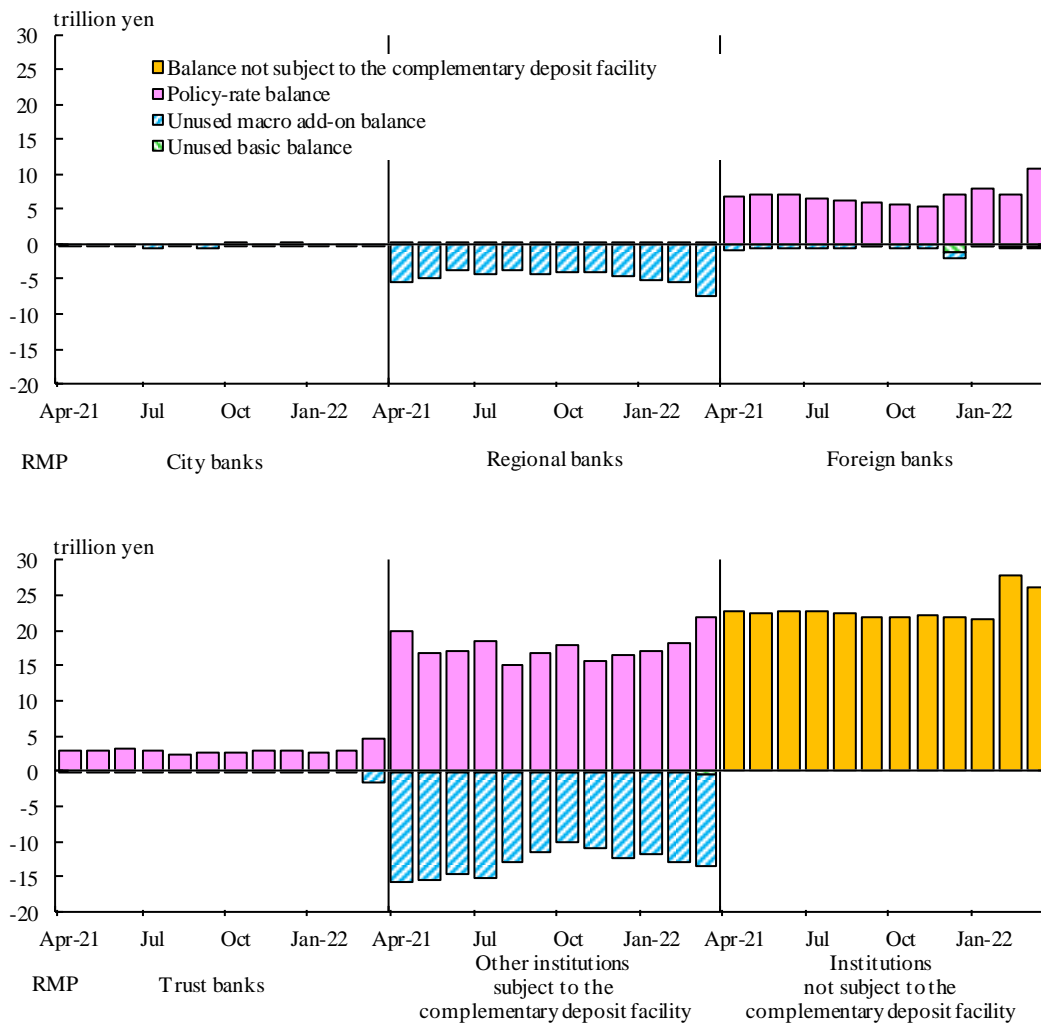 trillion yen
30
25
20
15
10
5
0
-5
-10
-15
-20
Balance not subject to the complementary deposit facility
Policy-rate balance
Unused macro add-on balance
Unused basic balance
Apr-21 Jul Oct Jan-22 Apr-21 Jul Oct Jan-22 Apr-21 Jul Oct Jan-22
RMP City banks Regional banks Foreign banks
trillion yen
30
25
20
15
10
5
0
-5
-10
-15
-20
Apr-21 Jul Oct Jan-22 Apr-21 Jul Oct Jan-22 Apr-21 Jul Oct Jan-22
RMP Trust banks
Other institutions
subject to the
complementary deposit facility
Institutions
not subject to the
complementary deposit facility